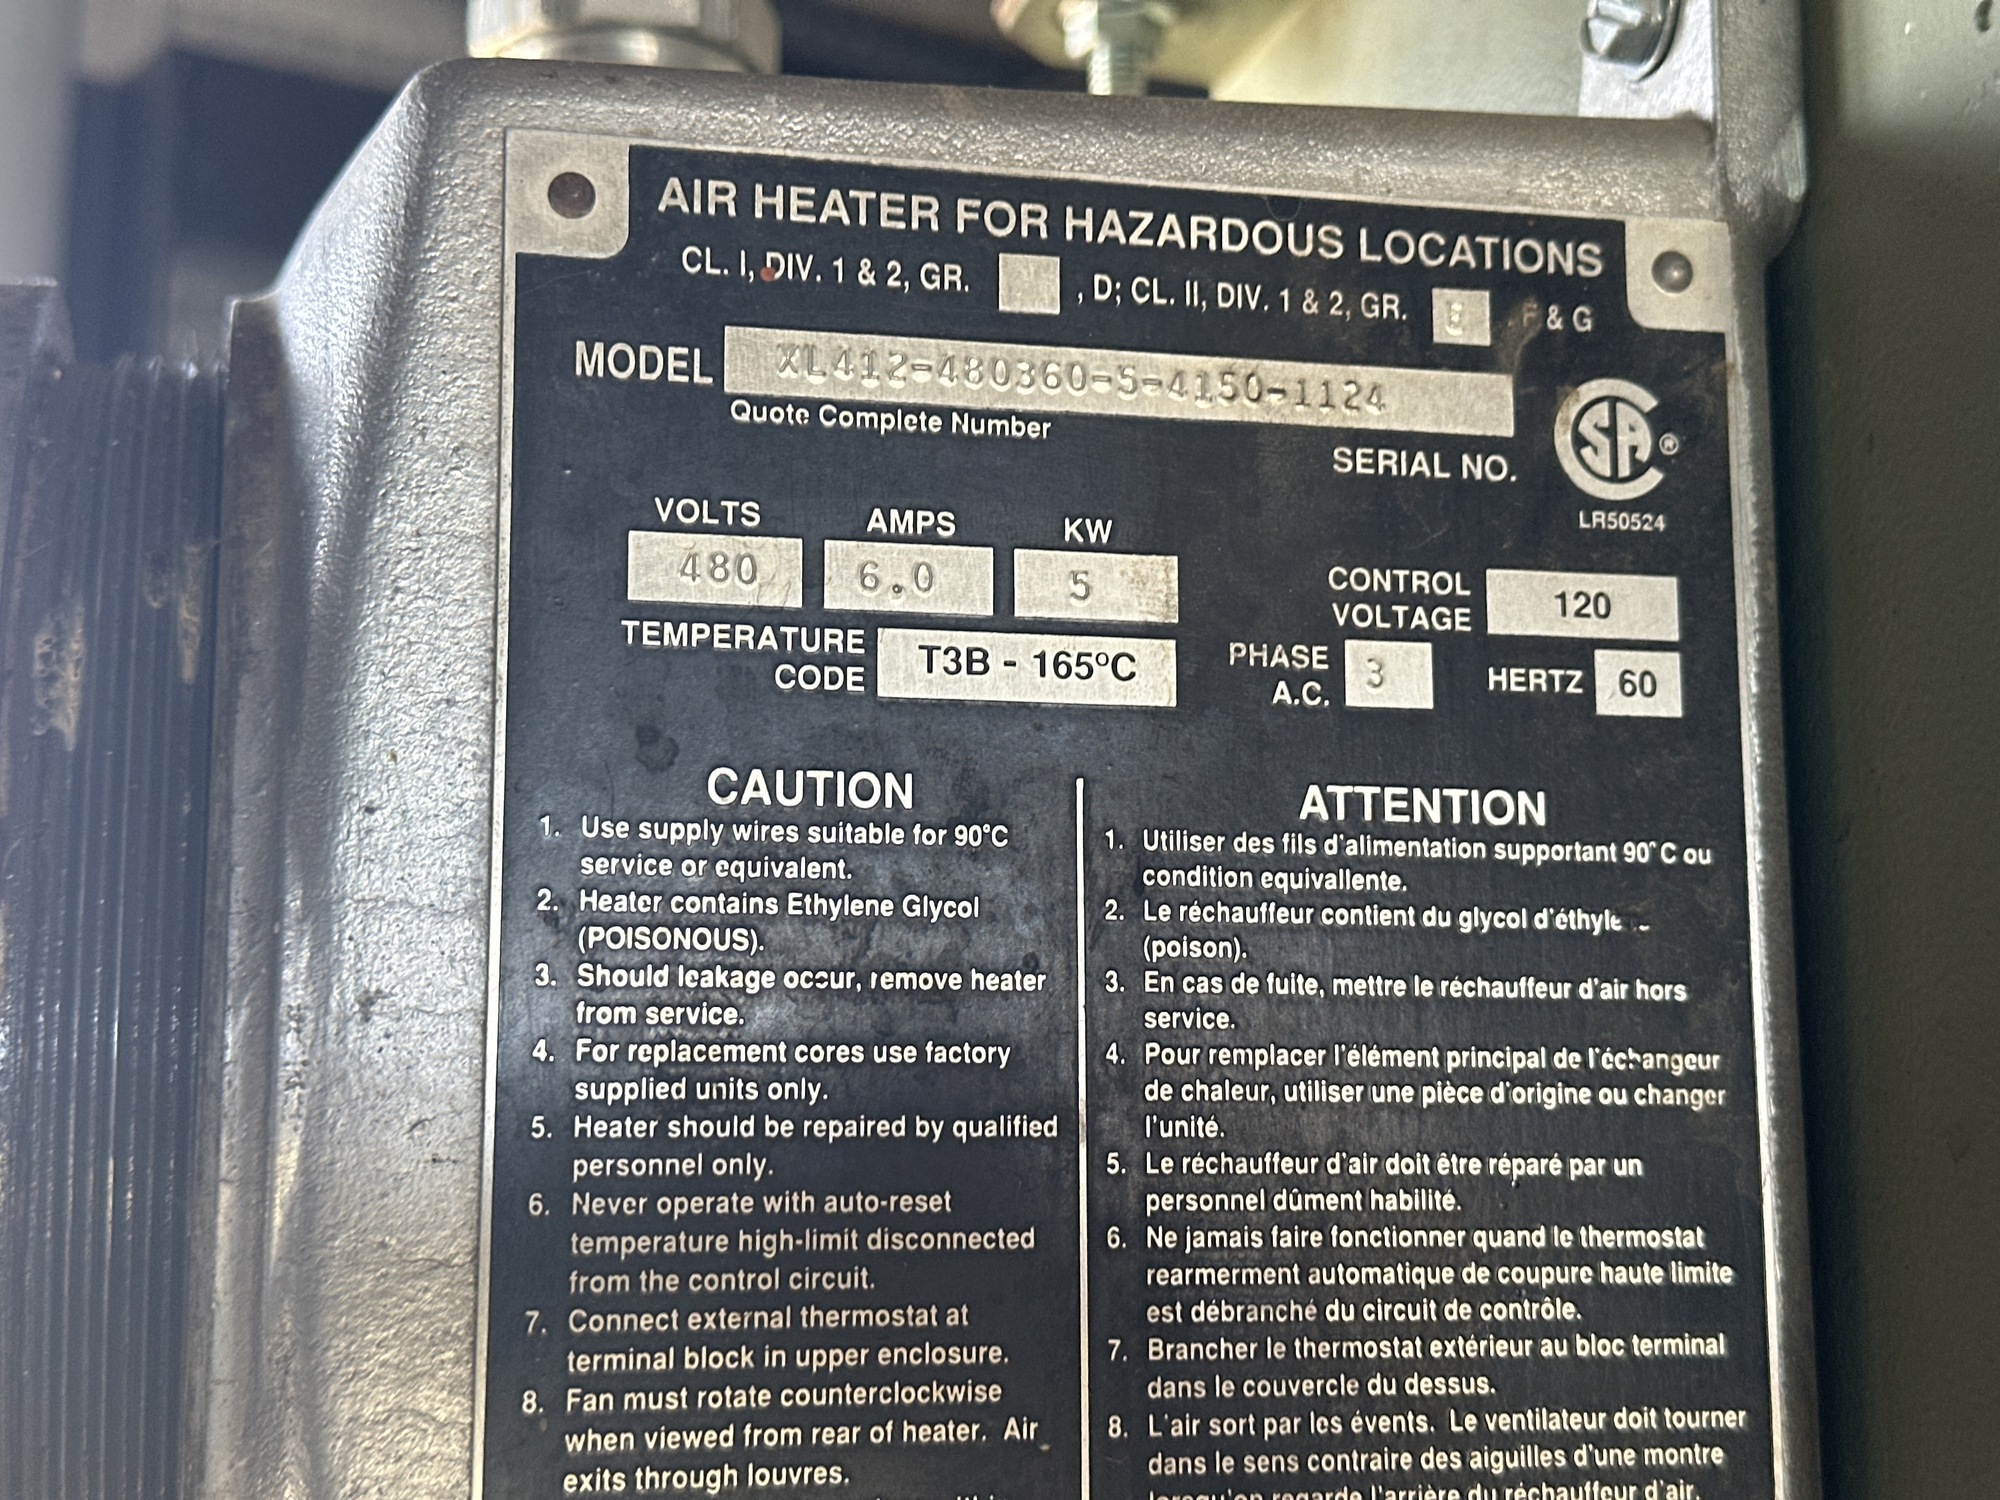 AIR HEATER FOR HAZARDOUS LOCATIONS
CL. I, DIV. 1 & 2, GR. , D; CL. II, DIV. 1 & 2, GR. E F & G
MODEL XL412-480360-5-4150-1124
Quote Complete Number
SERIAL NO.
SA ®
LR50524
VOLTS AMPS KW
480 6.0 5
CONTROL
VOLTAGE 120
TEMPERATURE
CODE T3B - 165ºC
PHASE
A.C. 3 HERTZ 60
CAUTION
1. Use supply wires suitable for 90°C
service or equivalent.
2. Heater contains Ethylene Glycol
(POISONOUS).
3. Should leakage occur, remove heater
from service.
4. For replacement cores use factory
supplied units only.
5. Heater should be repaired by qualified
personnel only.
6. Never operate with auto-reset
temperature high-limit disconnected
from the control circuit.
7. Connect external thermostat at
terminal block in upper enclosure.
8. Fan must rotate counterclockwise
when viewed from rear of heater. Air
exits through louvres.
ATTENTION
1. Utiliser des fils d'alimentation supportant 90°C ou
condition equivallente.
2. Le réchauffeur contient du glycol
(poison).
3. En cas de fuite, mettre le réchauffeur d'air hors
service.
4. Pour remplacer l'élément principal de l'échangeur
de chaleur, utiliser une pièce d'origine ou changer
l'unité.
5. Le réchauffeur d'air doit être réparé par un
personnel dûment habilité.
6. Ne jamais faire fonctionner quand le thermostat
rearmerment automatique de coupure haute limite
est débranché du circuit de contrôle.
7. Brancher le thermostat extérieur au bloc terminal
dans le couvercle du dessus.
8. L'air sort par les évents. Le ventilateur doit tourner
dans le sens contraire des aiguilles d'une montre
lorsqu'on regarde l'arrière du réchauffeur d'air.